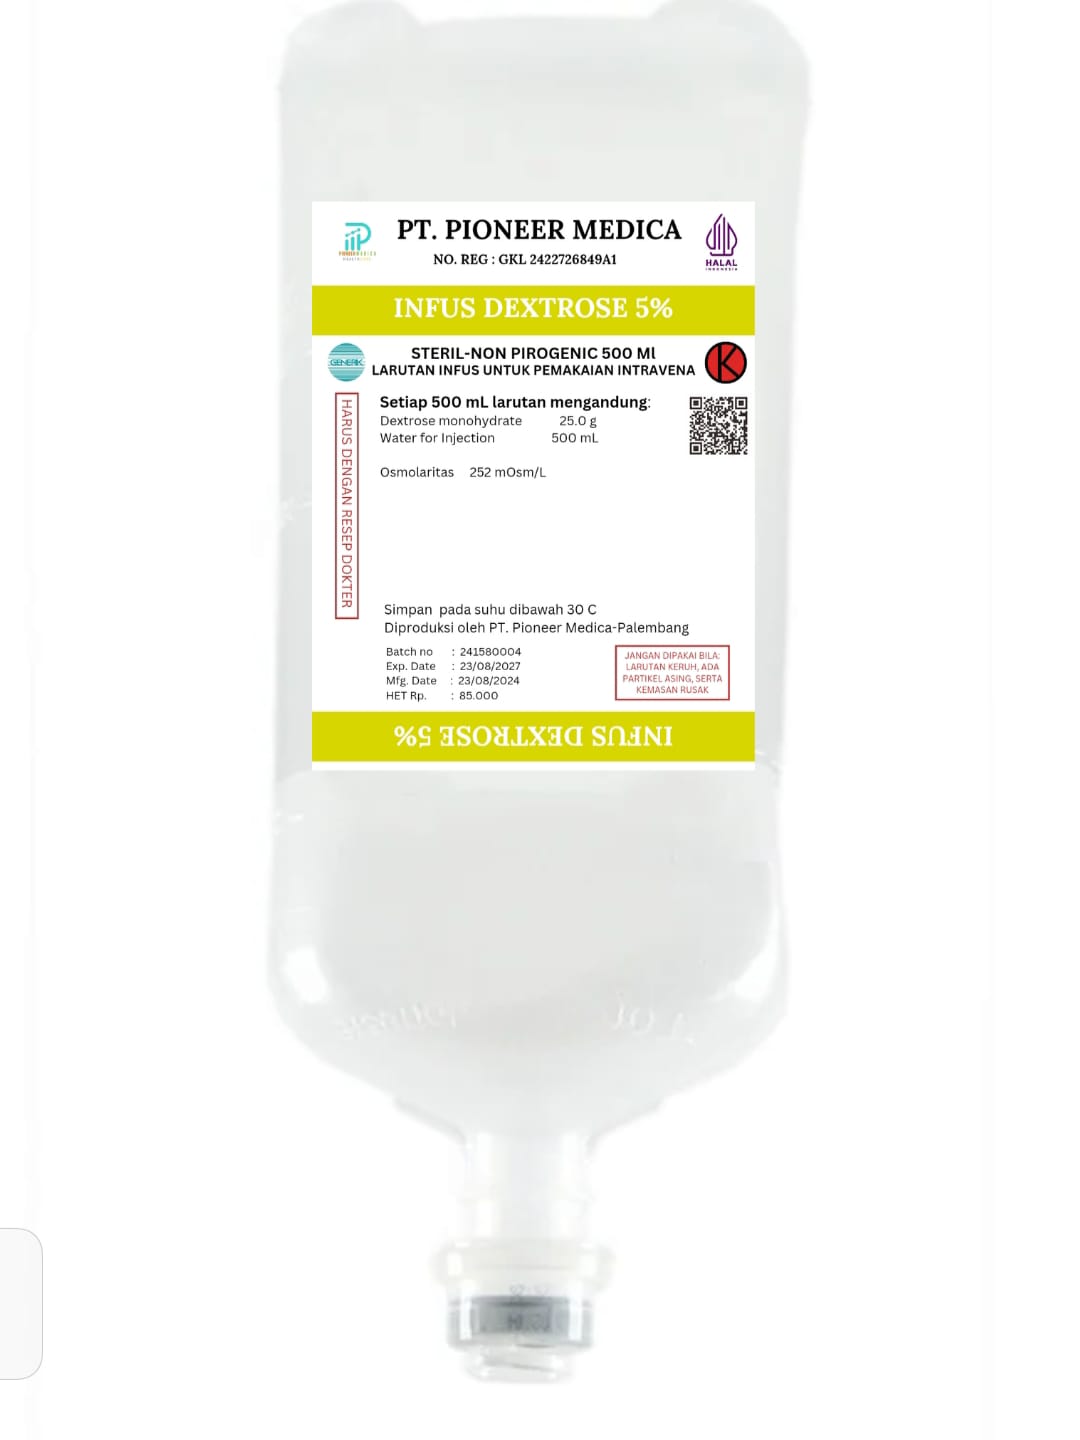 PT. PIONEER MEDICA
NO. REG : GKL 2422726849A1
HALAL
INDONESIA
INFUS DEXTROSE 5%
GENERIK
STERIL-NON PIROGENIC 500 Ml
LARUTAN INFUS UNTUK PEMAKAIAN INTRAVENA
K
HARUS DENGAN RESEP DOKTER
Setiap 500 mL larutan mengandung:
Dextrose monohydrate 25.0 g
Water for Injection 500 mL
Osmolaritas 252 mOsm/L
Simpan pada suhu dibawah 30 C
Diproduksi oleh PT. Pioneer Medica-Palembang
Batch no : 241580004
Exp. Date : 23/08/2027
Mfg. Date : 23/08/2024
HET Rp. : 85.000
JANGAN DIPAKAI BILA:
LARUTAN KERUH, ADA
PARTIKEL ASING, SERTA
KEMASAN RUSAK
INFUS DEXTROSE 5%